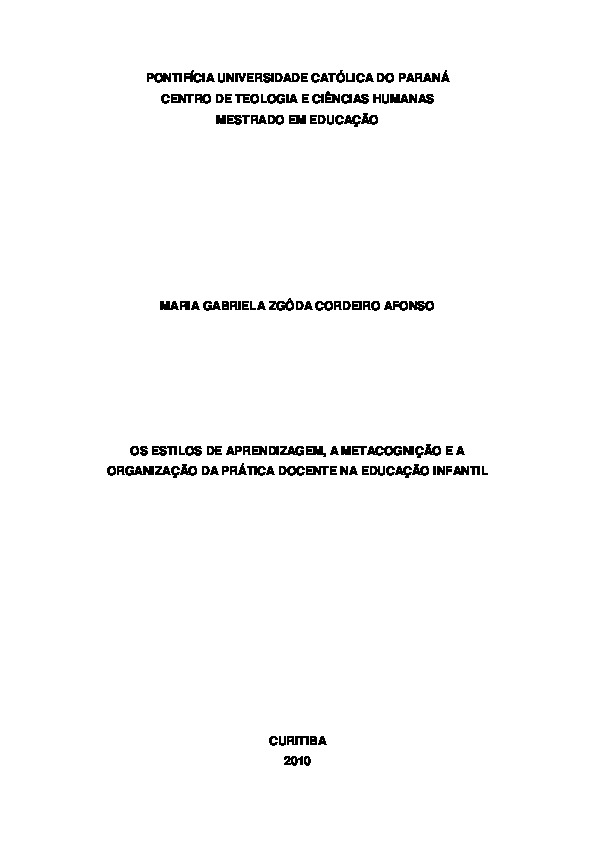 PONTIFÍCIA UNIVERSIDADE CATÓLICA DO PARANÁ
CENTRO DE TEOLOGIA E CIÊNCIAS HUMANAS
MESTRADO EM EDUCAÇÃO
MARIA GABRIELA ZGÔDA CORDEIRO AFONSO
OS ESTILOS DE APRENDIZAGEM, A METACOGNIÇÃO E A
ORGANIZAÇÃO DA PRÁTICA DOCENTE NA EDUCAÇÃO INFANTIL
CURITIBA
2010